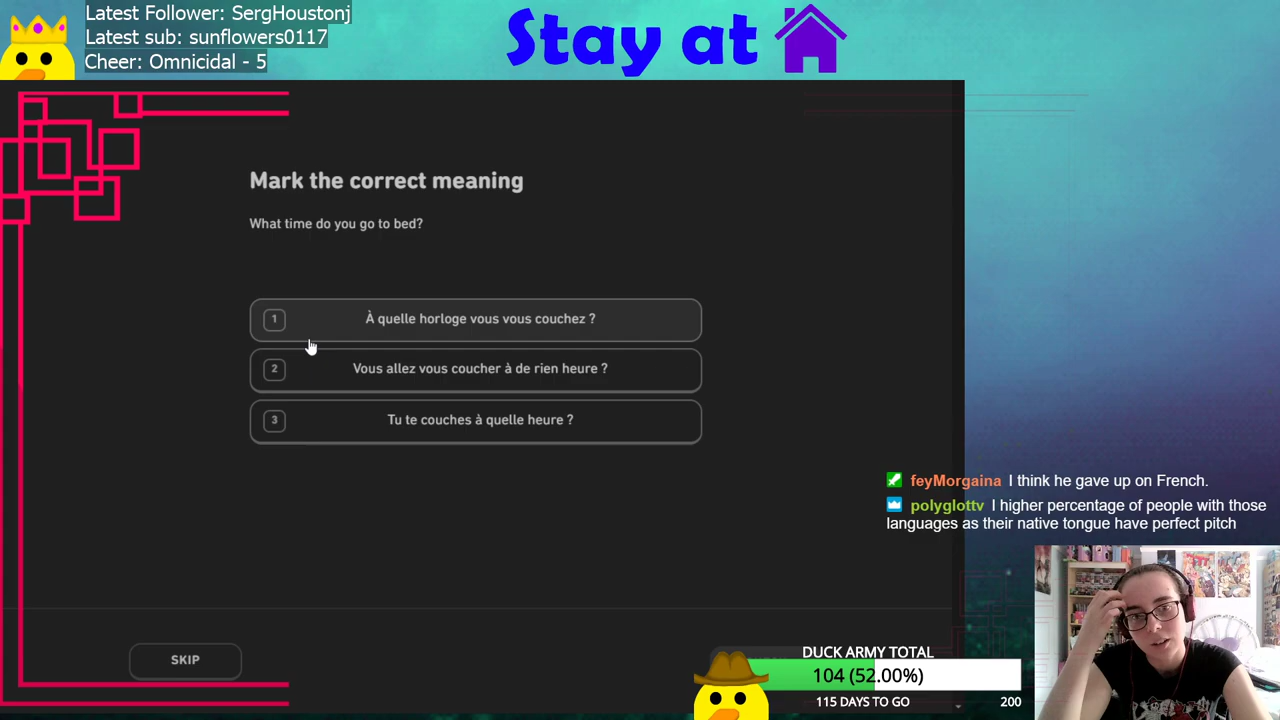 Latest Follower: SergHoustonj
Latest sub: sunflowers0117
Cheer: Omnicidal - 5
Stay at
Mark the correct meaning
What time do you go to bed?
1 À quelle horloge vous vous couchez ?
2 Vous allez vous coucher à de rien heure ?
3 Tu te couches à quelle heure ?
feyMorgaina I think he gave up on French.
polyglottv I higher percentage of people with those
languages as their native tongue have perfect pitch
SKIP
DUCK ARMY TOTAL
104 (52.00%)
115 DAYS TO GO
200